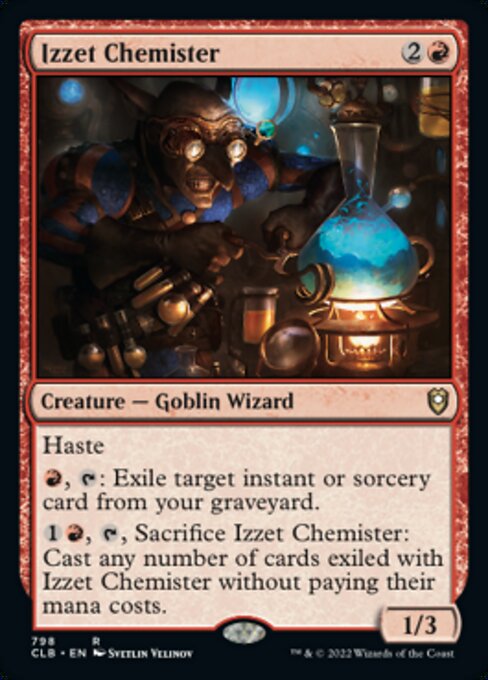 Izzet Chemister 2
Creature — Goblin Wizard
Haste
, : Exile target instant or sorcery
card from your graveyard.
1 , , Sacrifice Izzet Chemister:
Cast any number of cards exiled with
Izzet Chemister without paying their
mana costs.
1/3
798 R
CLB • EN Svetlin Velinov
™ & © 2022 Wizards of the Coast